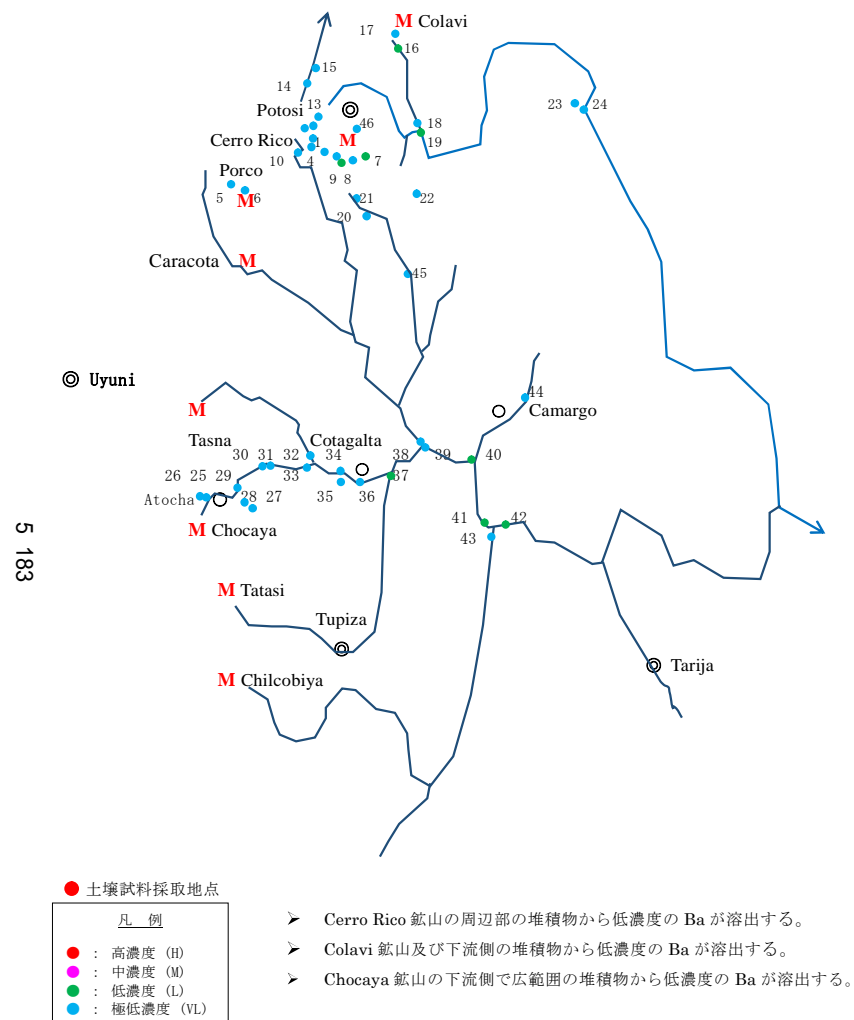 17 M Colavi
16
15
14
Potosi 13
46
18
19
Cerro Rico 1 M
10 4 7
Porco 9 8
5 6
M
21
20
22
23 24
Caracota M
45
Uyuni
M
44
Camargo
Tasna Cotagalta
30 31 32 34 38 39 40
26 25 29 33 37
Atocha 28 27 35 36
M Chocaya
41 42
43
M Tatasi
Tupiza
Tarija
M Chilcobiya
5 183
土壌試料採取地点
凡 例
： 高濃度 (H)
： 中濃度 (M)
： 低濃度 (L)
： 極低濃度 (VL)
➢ Cerro Rico 鉱山の周辺部の堆積物から低濃度の Ba が溶出する。
➢ Colavi 鉱山及び下流側の堆積物から低濃度の Ba が溶出する。
➢ Chocaya 鉱山の下流側で広範囲の堆積物から低濃度の Ba が溶出する。